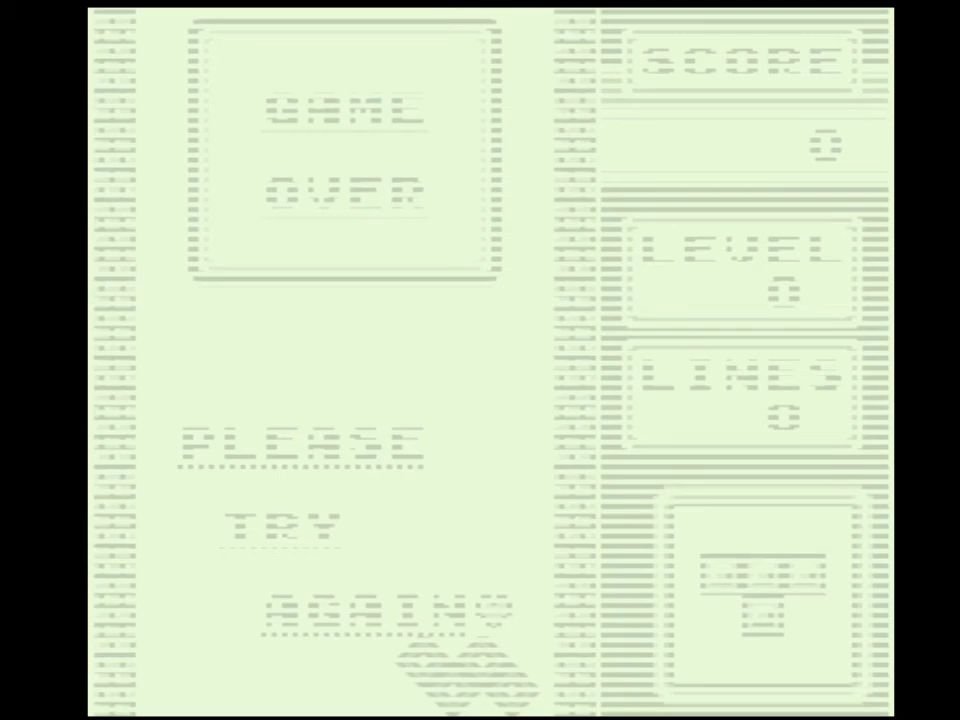 GAME
OVER
PLEASE
TRY
AGAIN♥
SCORE
0
LEVEL
0
LINES
0